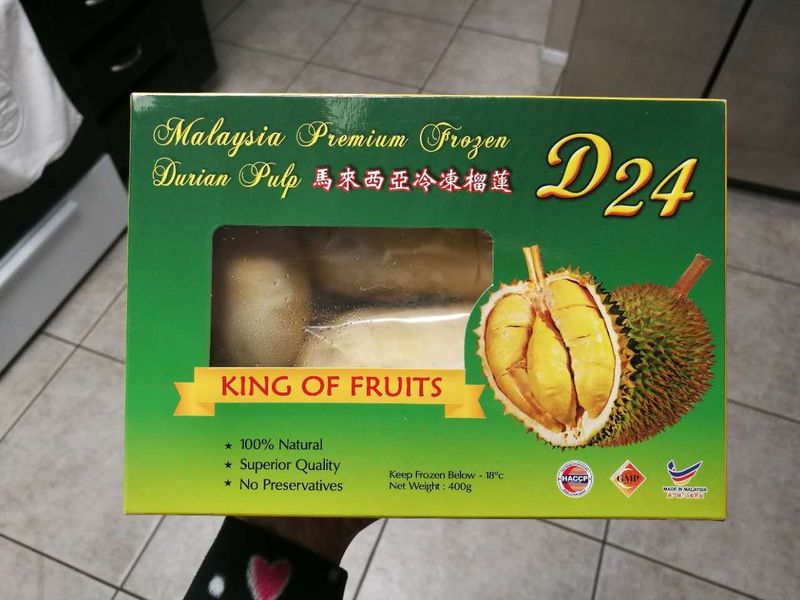 Malaysia Premium Frozen
Durian Pulp 馬來西亞冷凍榴蓮
D24
KING OF FRUITS
★ 100% Natural
★ Superior Quality
★ No Preservatives
Keep Frozen Below - 18°c
Net Weight : 400g
HACCP
GMP
MADE IN MALAYSIA